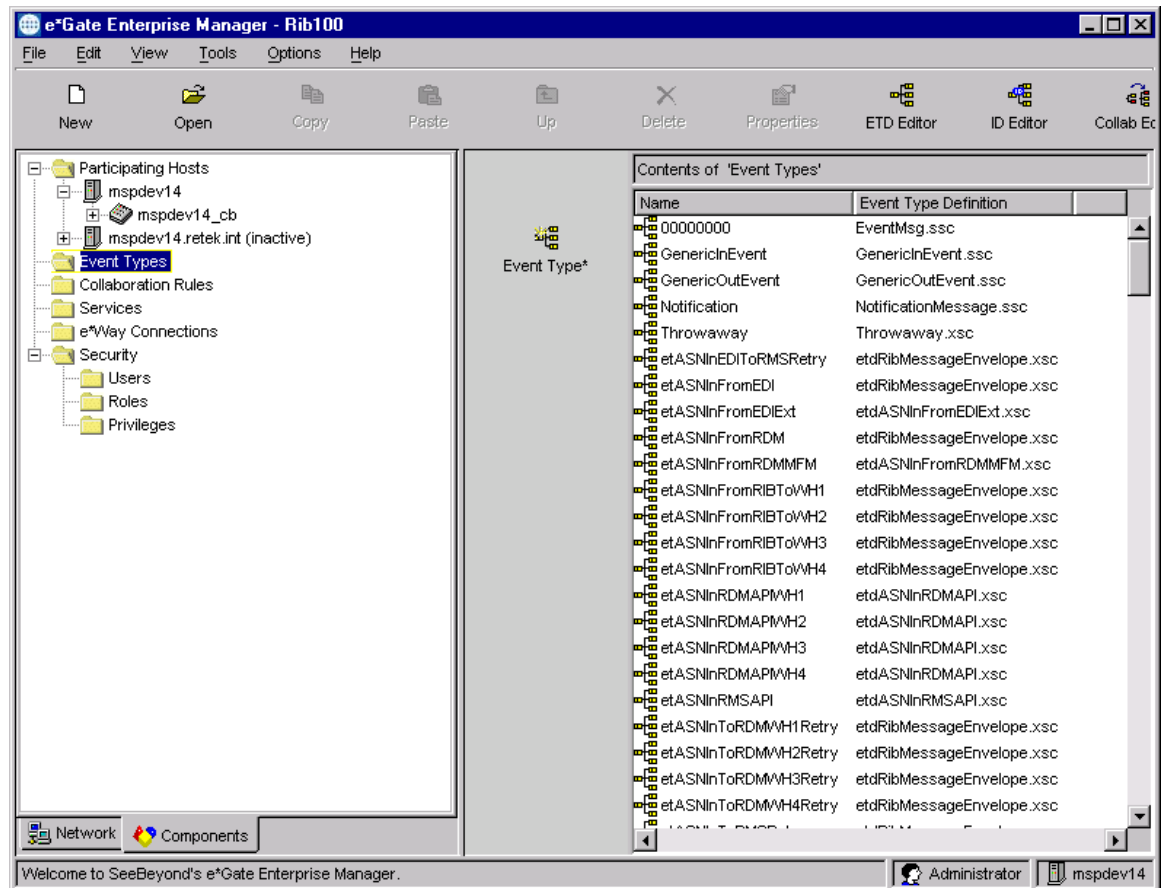 e*Gate Enterprise Manager - Rib100
File Edit View Tools Options Help
New Open Copy Paste Up Delete Properties ETD Editor ID Editor Collab Ec
Participating Hosts
mspdev14
mspdev14_cb
mspdev14.retek.int (inactive)
Event Types
Collaboration Rules
Services
e*Way Connections
Security
Users
Roles
Privileges
Network Components
Event Type*
Contents of 'Event Types'
Name Event Type Definition
00000000 EventMsg.ssc
GenericInEvent GenericInEvent.ssc
GenericOutEvent GenericOutEvent.ssc
Notification NotificationMessage.ssc
Throwaway Throwaway.xsc
etASNInEDIToRMSRetry etdRibMessageEnvelope.xsc
etASNInFromEDI etdRibMessageEnvelope.xsc
etASNInFromEDIExt etdASNInFromEDIExt.xsc
etASNInFromRDM etdRibMessageEnvelope.xsc
etASNInFromRDMMFM etdASNInFromRDMMFM.xsc
etASNInFromRIBToWH1 etdRibMessageEnvelope.xsc
etASNInFromRIBToWH2 etdRibMessageEnvelope.xsc
etASNInFromRIBToWH3 etdRibMessageEnvelope.xsc
etASNInFromRIBToWH4 etdRibMessageEnvelope.xsc
etASNInRDMAPIWH1 etdASNInRDMAPI.xsc
etASNInRDMAPIWH2 etdASNInRDMAPI.xsc
etASNInRDMAPIWH3 etdASNInRDMAPI.xsc
etASNInRDMAPIWH4 etdASNInRDMAPI.xsc
etASNInRMSAPI etdASNInRMSAPI.xsc
etASNInToRDMWH1Retry etdRibMessageEnvelope.xsc
etASNInToRDMWH2Retry etdRibMessageEnvelope.xsc
etASNInToRDMWH3Retry etdRibMessageEnvelope.xsc
etASNInToRDMWH4Retry etdRibMessageEnvelope.xsc
Welcome to SeeBeyond's e*Gate Enterprise Manager. Administrator mspdev14